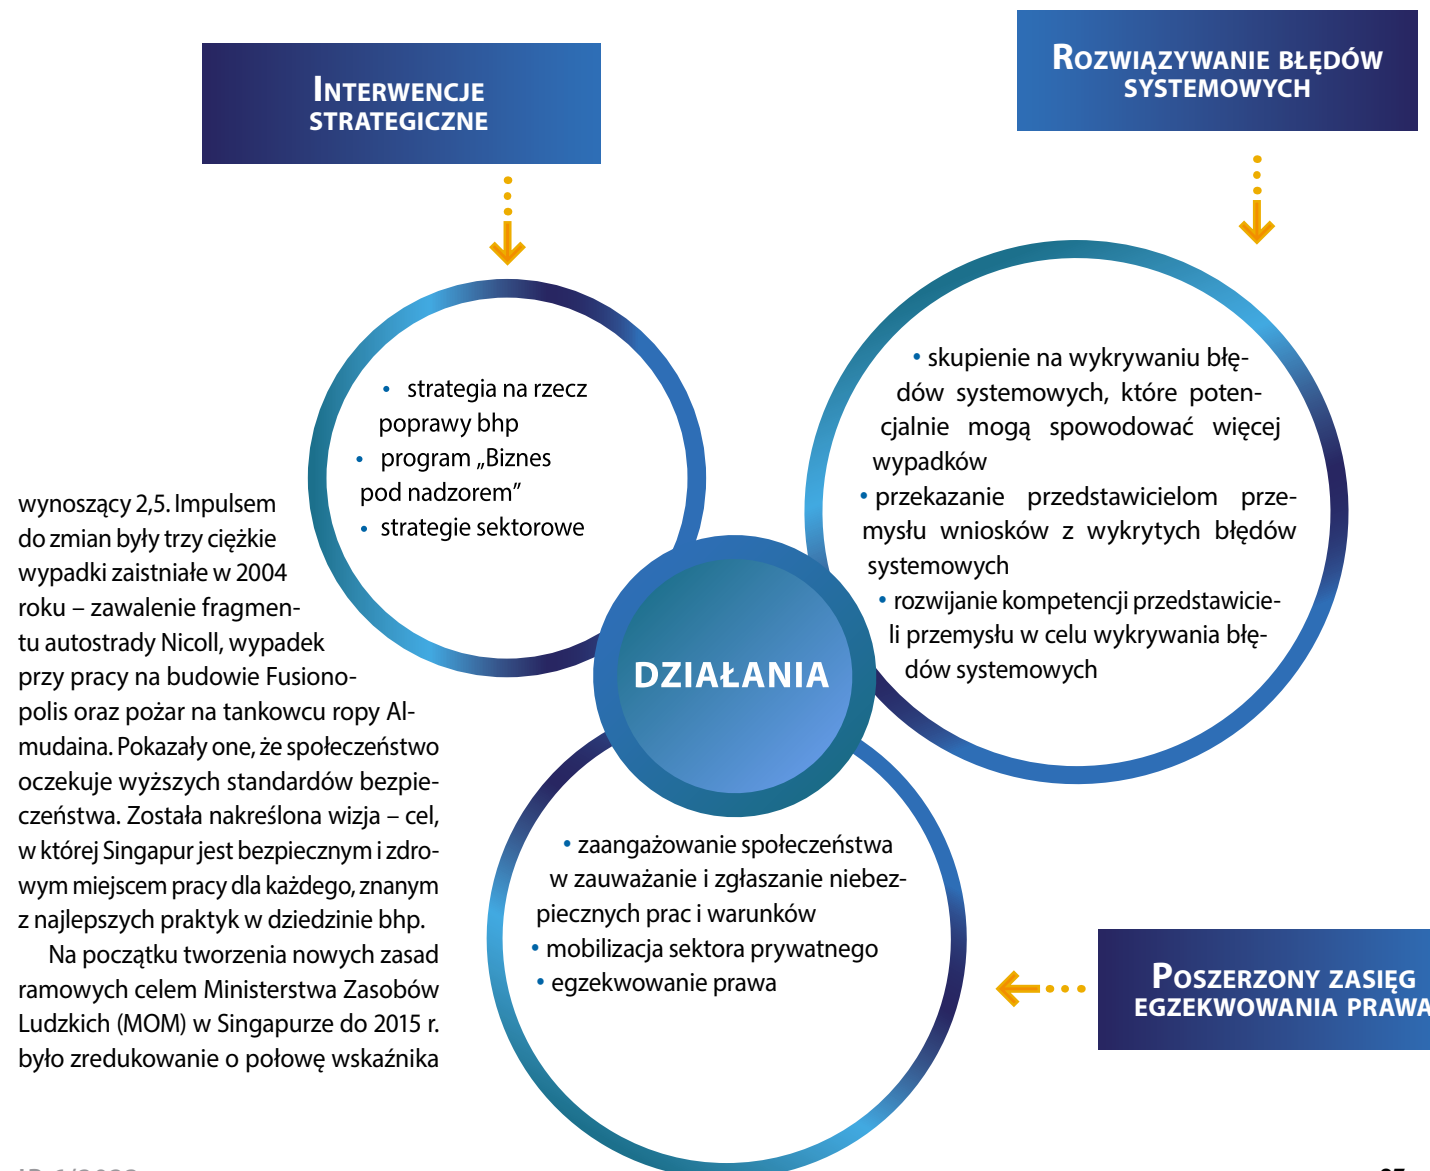 INTERWENCJE
STRATEGICZNE
ROZWIĄZYWANIE BŁĘDÓW
SYSTEMOWYCH
• strategia na rzecz
poprawy bhp
• program „Biznes
pod nadzorem”
• strategie sektorowe
• skupienie na wykrywaniu błę-
dów systemowych, które poten-
cjalnie mogą spowodować więcej
wypadków
• przekazanie przedstawicielom prze-
mysłu wniosków z wykrytych błędów
systemowych
• rozwijanie kompetencji przedstawicie-
li przemysłu w celu wykrywania błę-
dów systemowych
DZIAŁANIA
• zaangażowanie społeczeństwa
w zauważanie i zgłaszanie niebez-
piecznych prac i warunków
• mobilizacja sektora prywatnego
• egzekwowanie prawa
POSZERZONY ZASIĘG
EGZEKWOWANIA PRAWA
wynoszący 2,5. Impulsem
do zmian były trzy ciężkie
wypadki zaistniałe w 2004
roku – zawalenie fragmen-
tu autostrady Nicoll, wypadek
przy pracy na budowie Fusiono-
polis oraz pożar na tankowcu ropy Al-
mudaina. Pokazały one, że społeczeństwo
oczekuje wyższych standardów bezpie-
czeństwa. Została nakreślona wizja – cel,
w której Singapur jest bezpiecznym i zdro-
wym miejscem pracy dla każdego, znanym
z najlepszych praktyk w dziedzinie bhp.
Na początku tworzenia nowych zasad
ramowych celem Ministerstwa Zasobów
Ludzkich (MOM) w Singapurze do 2015 r.
było zredukowanie o połowę wskaźnika